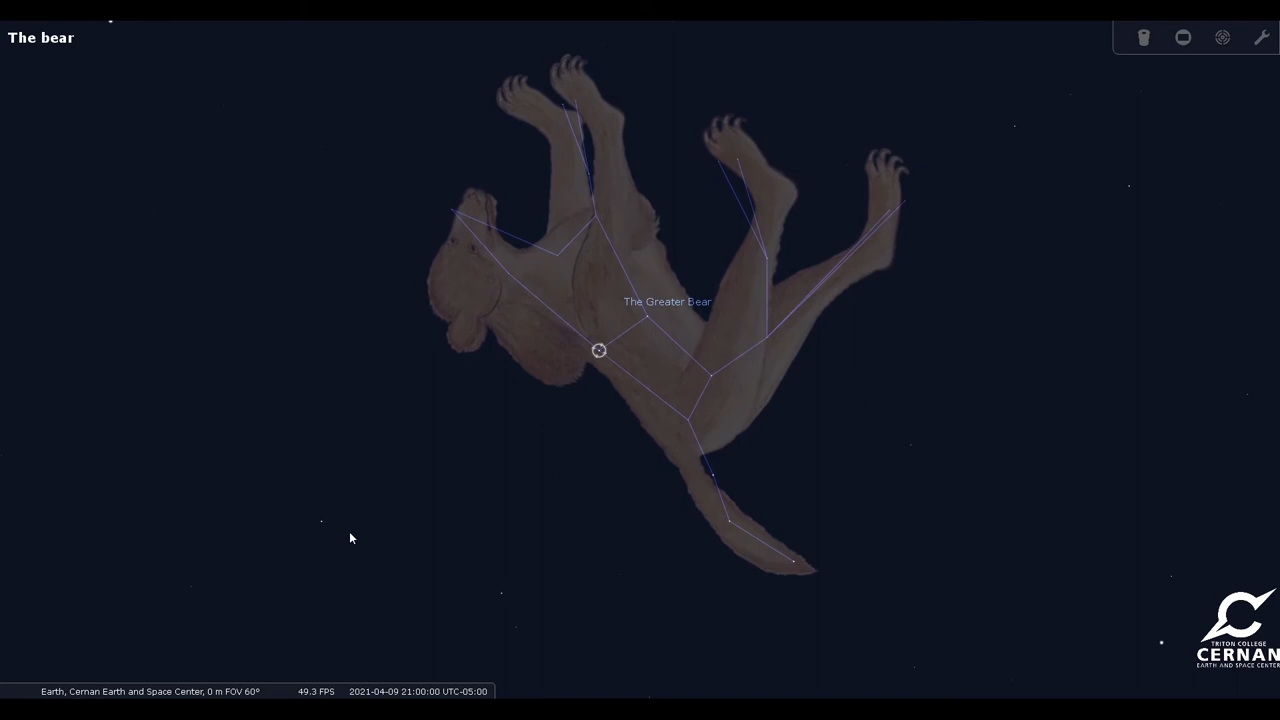 The bear
The Greater Bear
TRITON COLLEGE
CERNAN
EARTH AND SPACE CENTER
Earth, Cernan Earth and Space Center, 0 m FOV 60° 49.3 FPS 2021-04-09 21:00:00 UTC-05:00